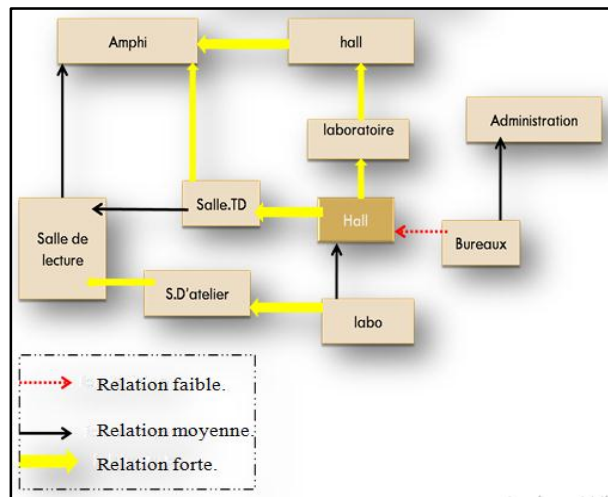 Amphi
hall
laboratoire
Administration
Salle.TD
Hall
Salle de
lecture
Bureaux
S.D'atelier
labo
Relation faible.
Relation moyenne.
Relation forte.